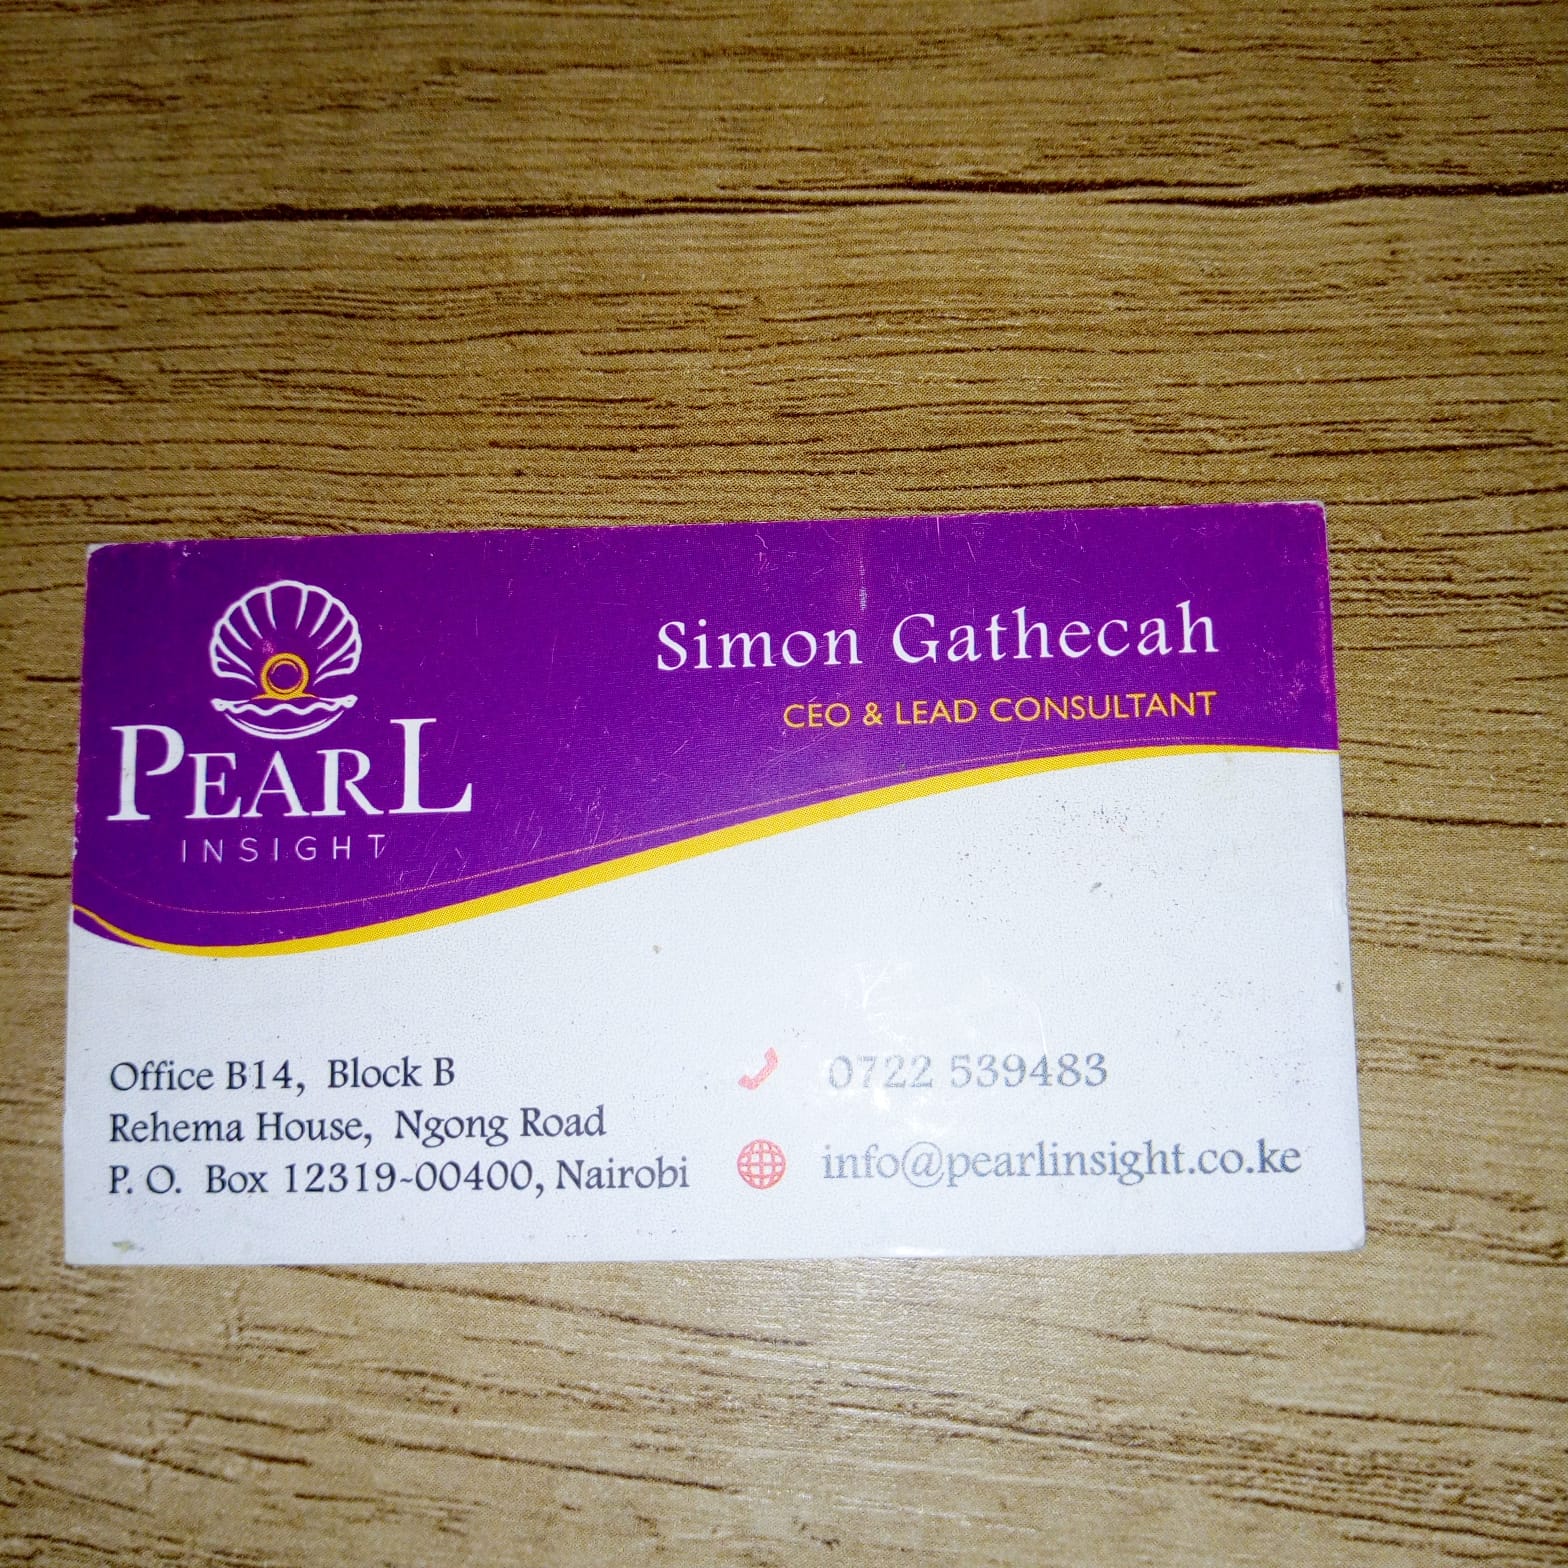 PEARL
INSIGHT
Simon Gathecah
CEO & LEAD CONSULTANT
Office B14, Block B
Rehema House, Ngong Road
P. O. Box 12319-00400, Nairobi
0722 539483
info@pearlinsight.co.ke